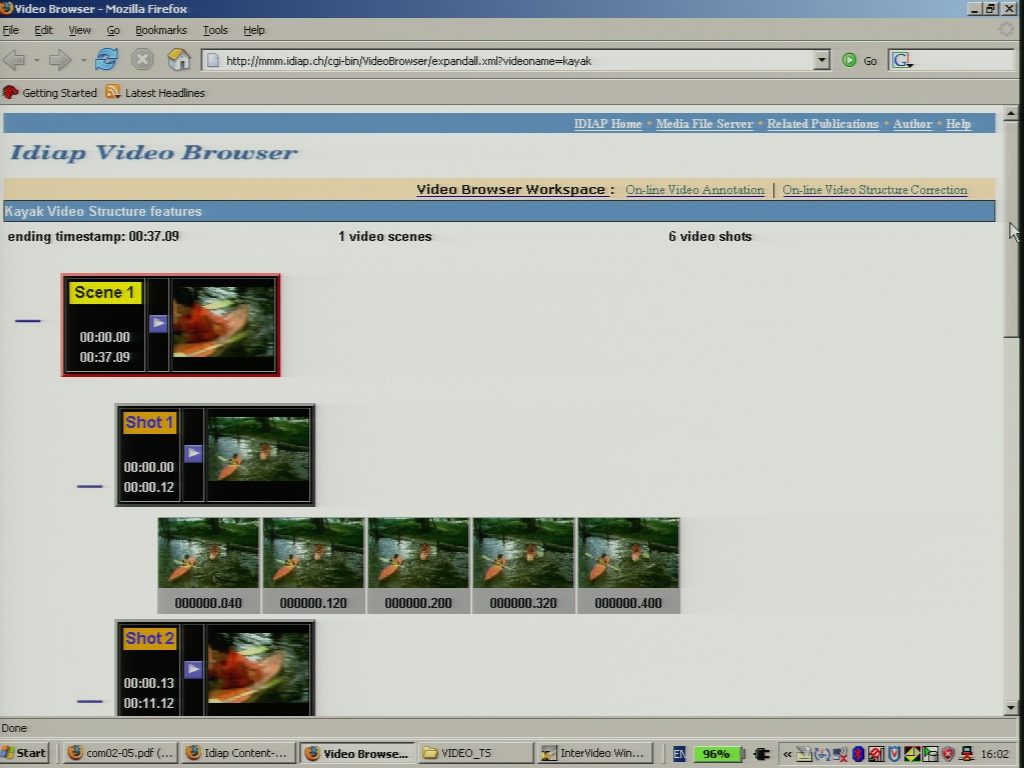 Video Browser - Mozilla Firefox
File Edit View Go Bookmarks Tools Help
http://mmm.idiap.ch/cgi-bin/VideoBrowser/expandall.xml?videoname=kayak Go G
Getting Started Latest Headlines
IDIAP Home • Media File Server • Related Publications • Author • Help
Idiap Video Browser
Video Browser Workspace : On-line Video Annotation | On-line Video Structure Correction
Kayak Video Structure features
ending timestamp: 00:37.09 1 video scenes 6 video shots
Scene 1
00:00.00
00:37.09
Shot 1
00:00.00
00:00.12
000000.040 000000.120 000000.200 000000.320 000000.400
Shot 2
00:00.13
00:11.12
Done
Start com02-05.pdf (... Idiap Content-... Video Browse... VIDEO_TS InterVideo Win... EN 96% « 16:02